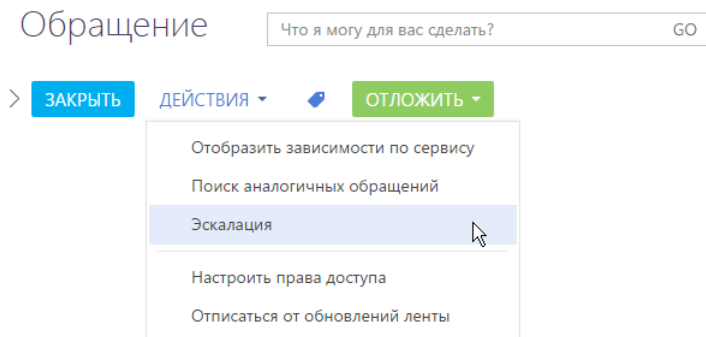 Обращение
Что я могу для вас сделать? GO
ЗАКРЫТЬ ДЕЙСТВИЯ ОТЛОЖИТЬ
Отобразить зависимости по сервису
Поиск аналогичных обращений
Эскалация
Настроить права доступа
Отписаться от обновлений ленты